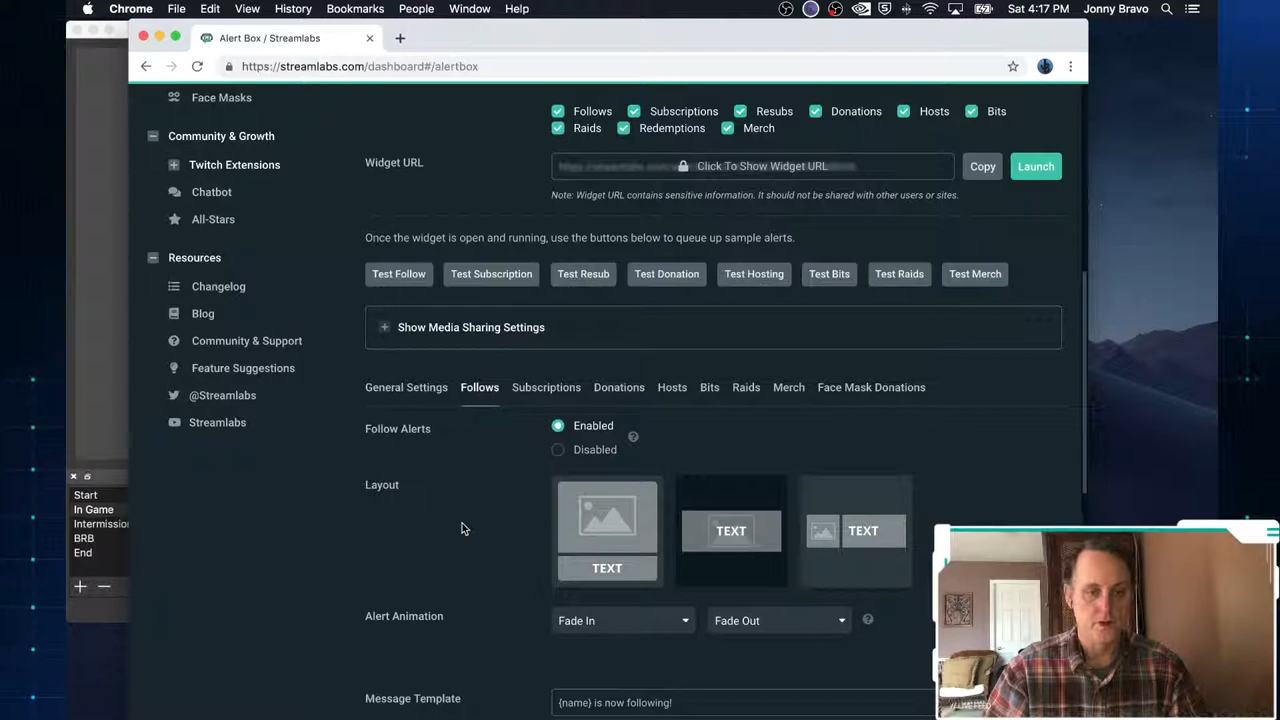 Chrome File Edit View History Bookmarks People Window Help Sat 4:17 PM Jonny Bravo
Alert Box / Streamlabs
https://streamlabs.com/dashboard#/alertbox
Face Masks
Community & Growth
Twitch Extensions
Chatbot
All-Stars
Resources
Changelog
Blog
Community & Support
Feature Suggestions
@Streamlabs
Streamlabs
Follows Subscriptions Resubs Donations Hosts Bits
Raids Redemptions Merch
Widget URL
Click To Show Widget URL
Copy
Launch
Note: Widget URL contains sensitive information. It should not be shared with other users or sites.
Once the widget is open and running, use the buttons below to queue up sample alerts.
Test Follow Test Subscription Test Resub Test Donation Test Hosting Test Bits Test Raids Test Merch
Show Media Sharing Settings
General Settings Follows Subscriptions Donations Hosts Bits Raids Merch Face Mask Donations
Follow Alerts
Enabled
Disabled
Layout
TEXT
TEXT
TEXT
Alert Animation
Fade In
Fade Out
Message Template
{name} is now following!
Start
In Game
Intermissio
BRB
End